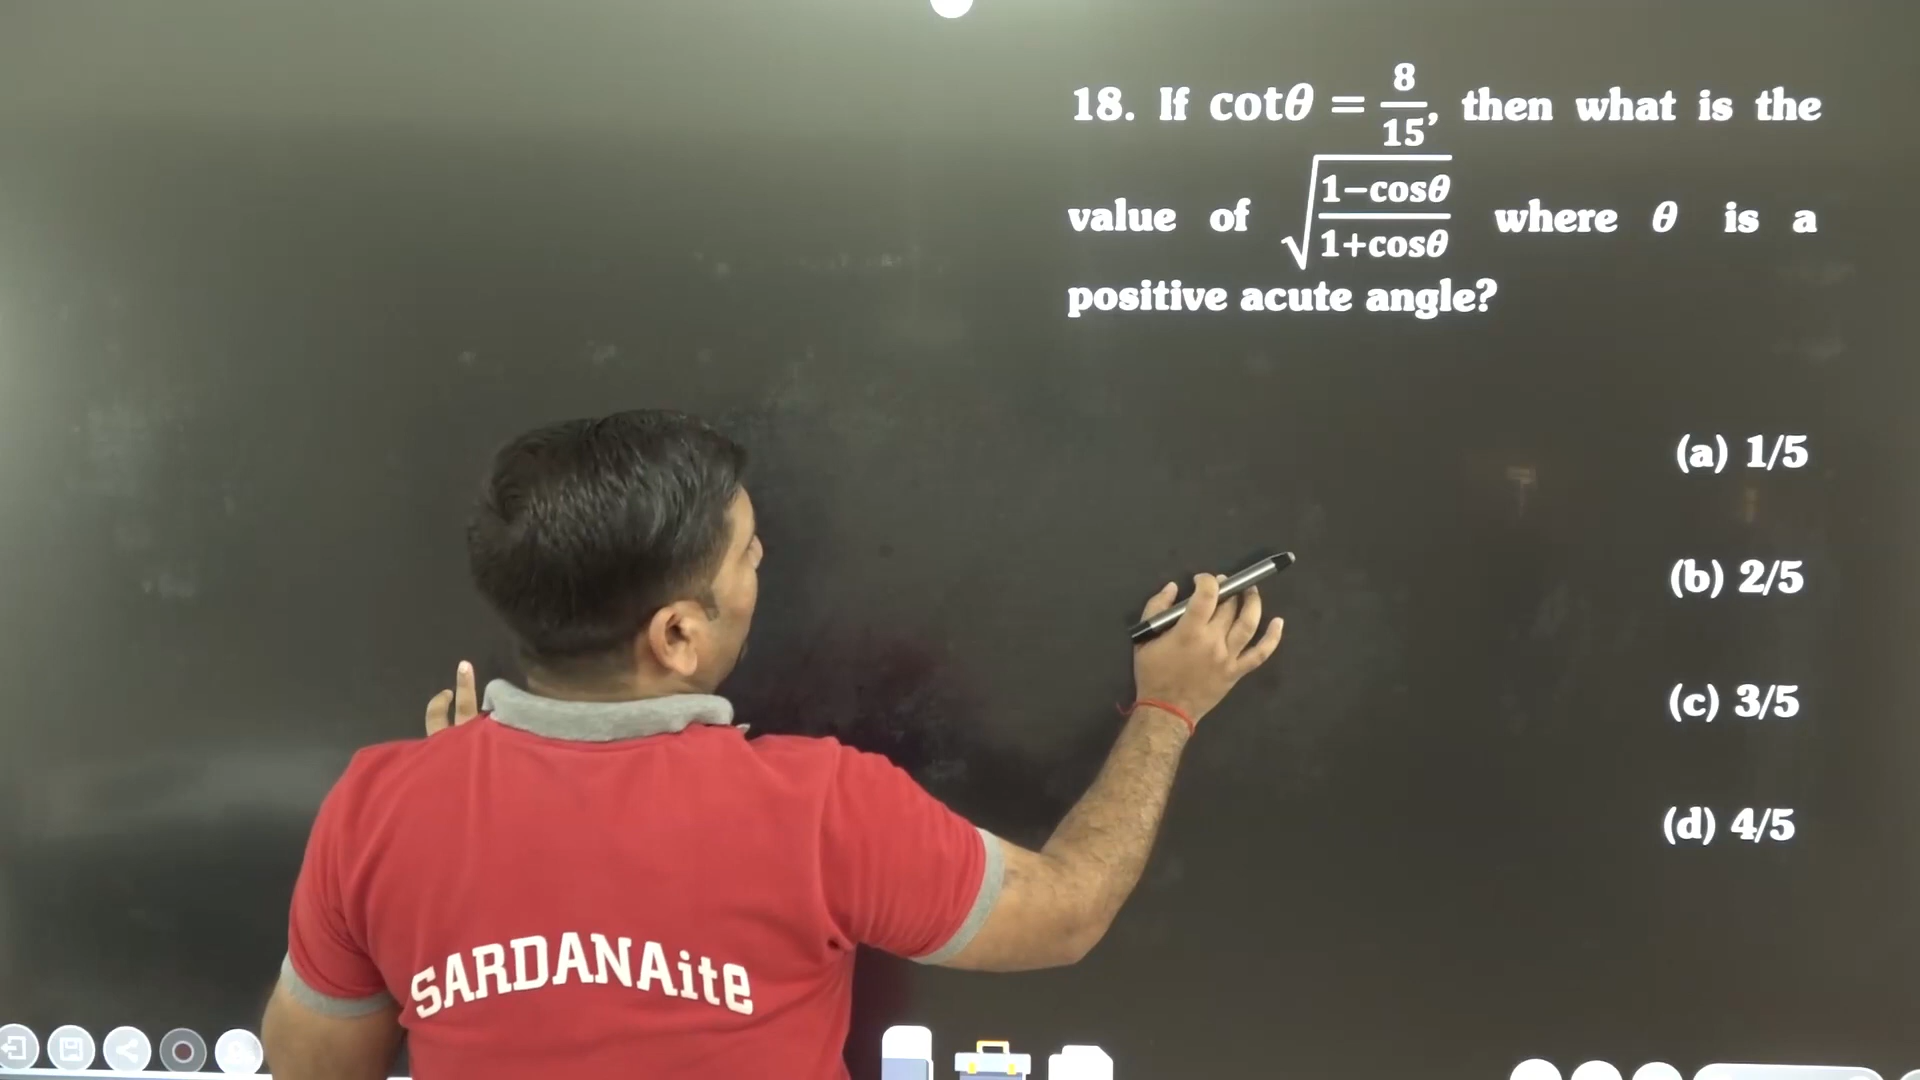 18. If cotθ = 8/15, then what is the
value of √((1−cosθ)/(1+cosθ)) where θ is a
positive acute angle?
(a) 1/5
(b) 2/5
(c) 3/5
(d) 4/5
SARDANAite